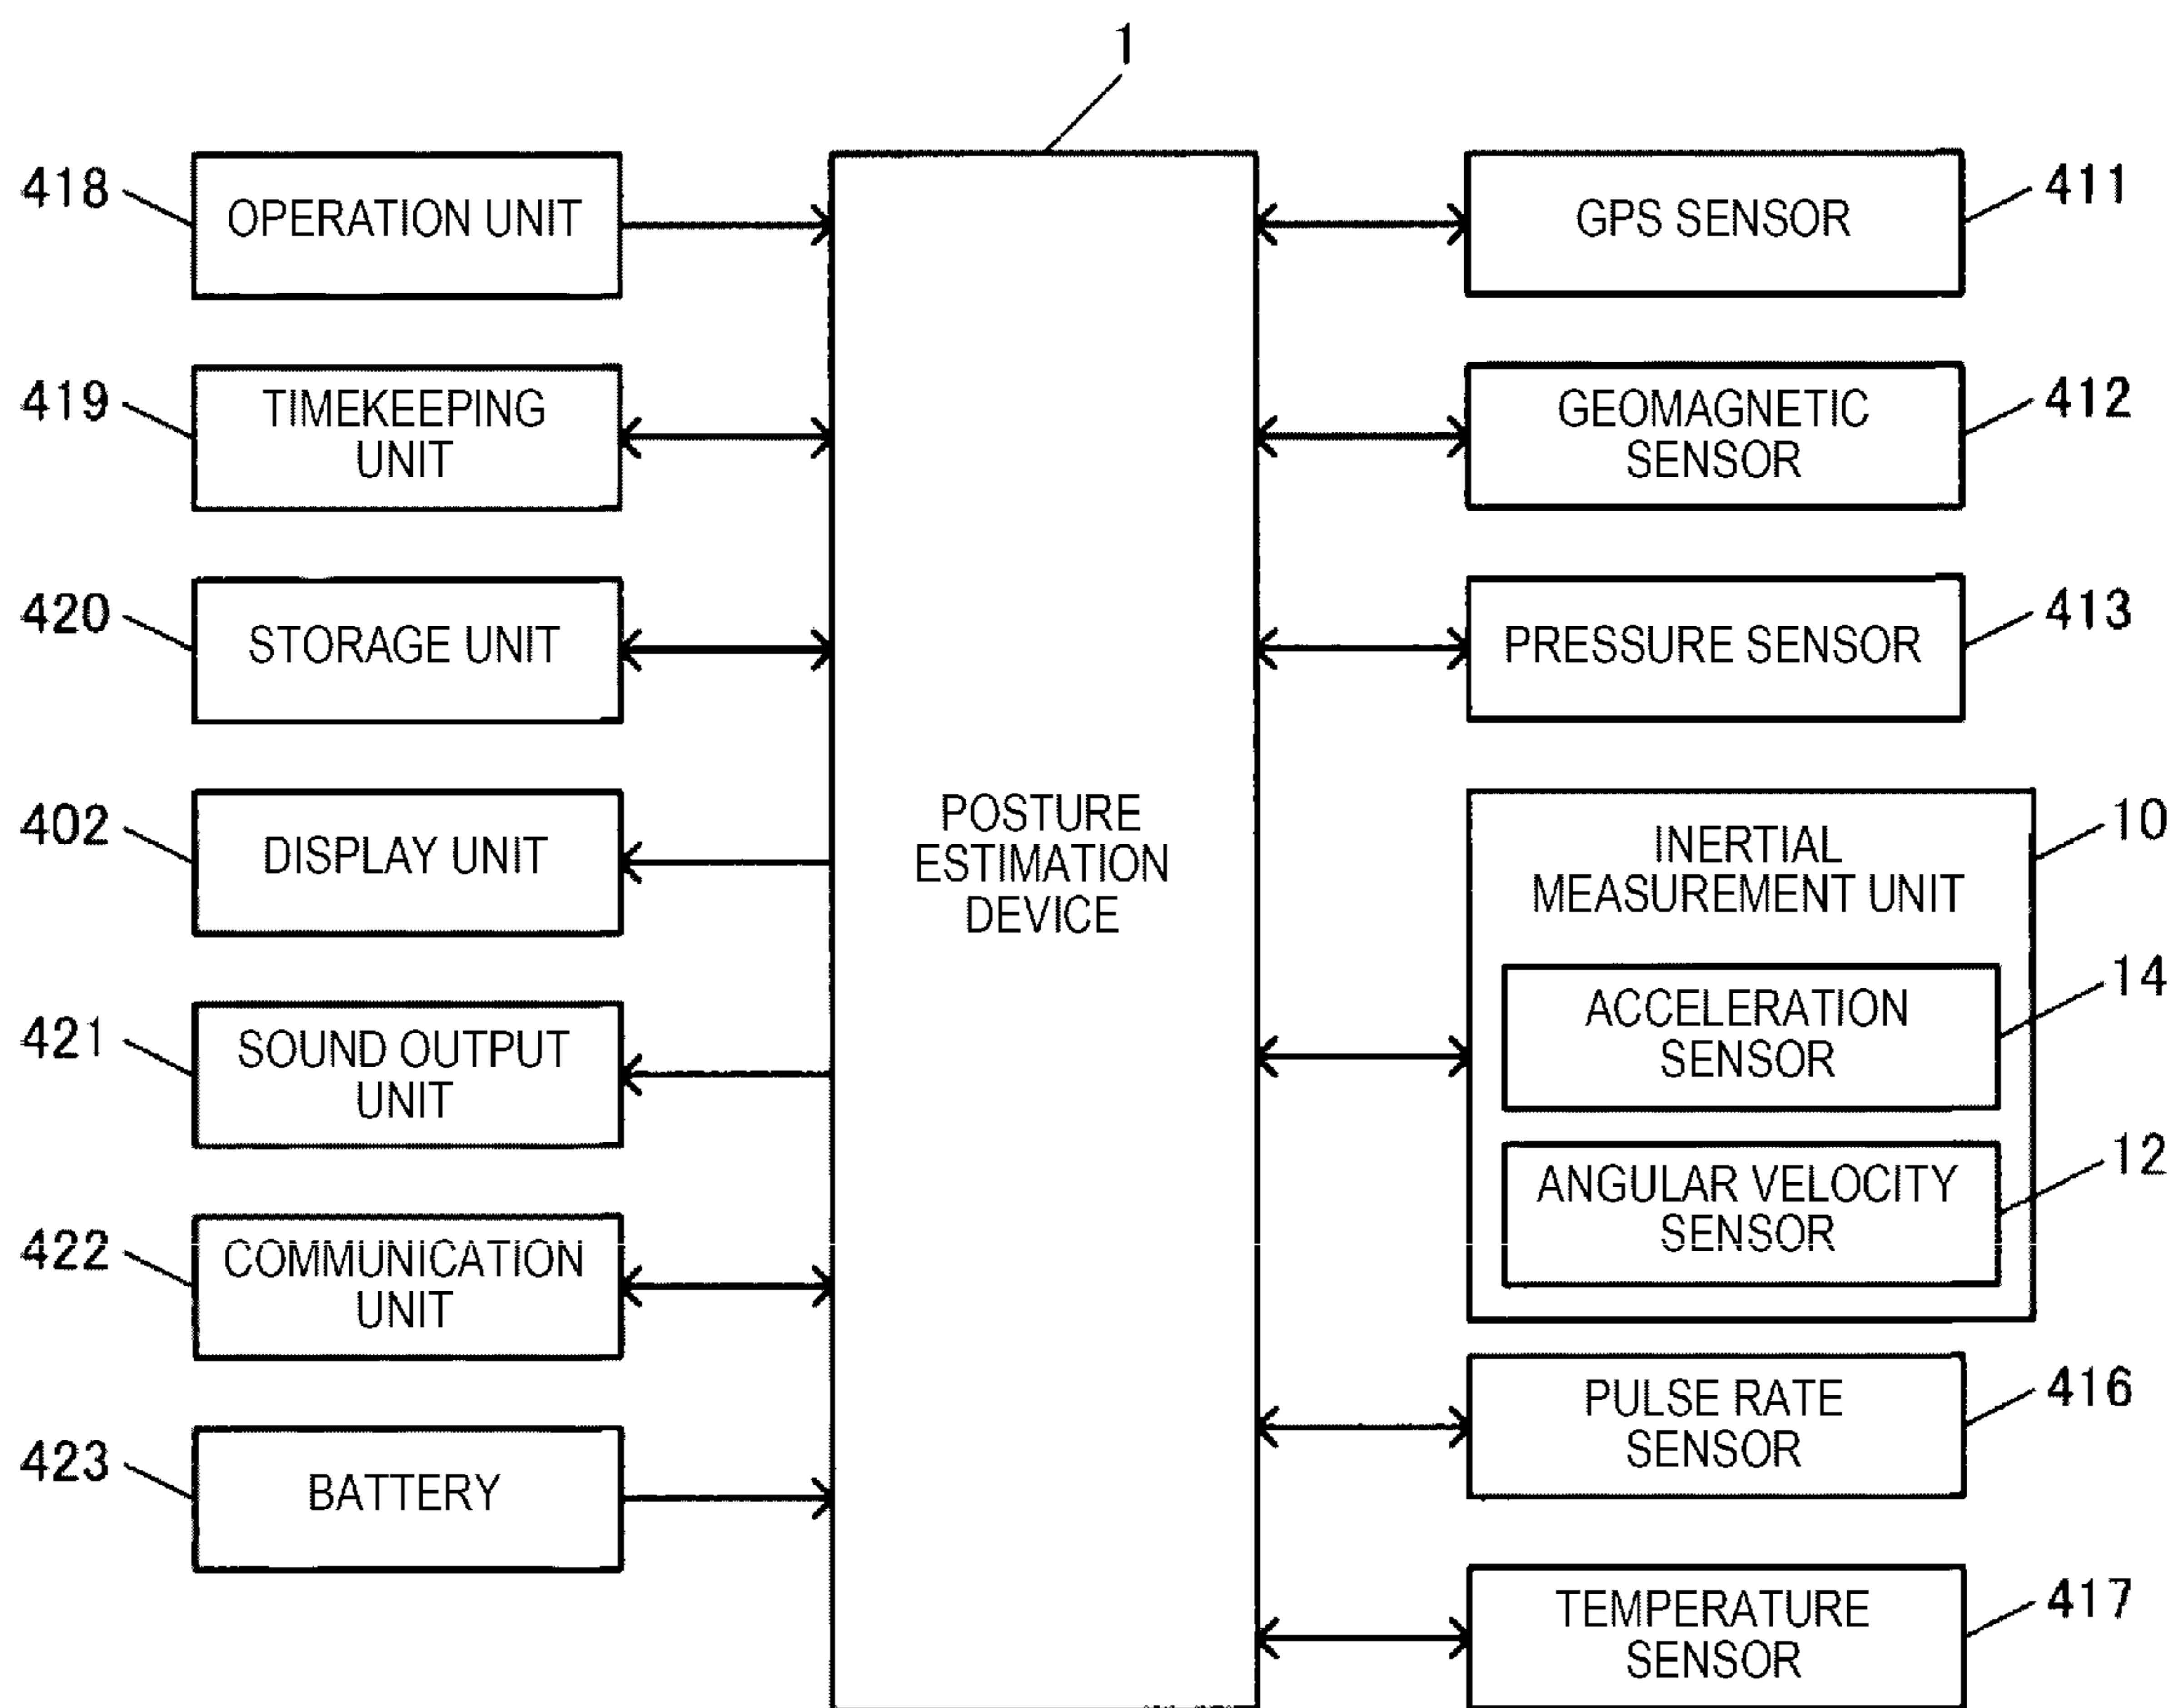 1
418
OPERATION UNIT
419
TIMEKEEPING
UNIT
420
STORAGE UNIT
402
DISPLAY UNIT
421
SOUND OUTPUT
UNIT
422
COMMUNICATION
UNIT
423
BATTERY
POSTURE
ESTIMATION
DEVICE
GPS SENSOR
411
GEOMAGNETIC
SENSOR
412
PRESSURE SENSOR
413
INERTIAL
MEASUREMENT UNIT
10
ACCELERATION
SENSOR
14
ANGULAR VELOCITY
SENSOR
12
PULSE RATE
SENSOR
416
TEMPERATURE
SENSOR
417